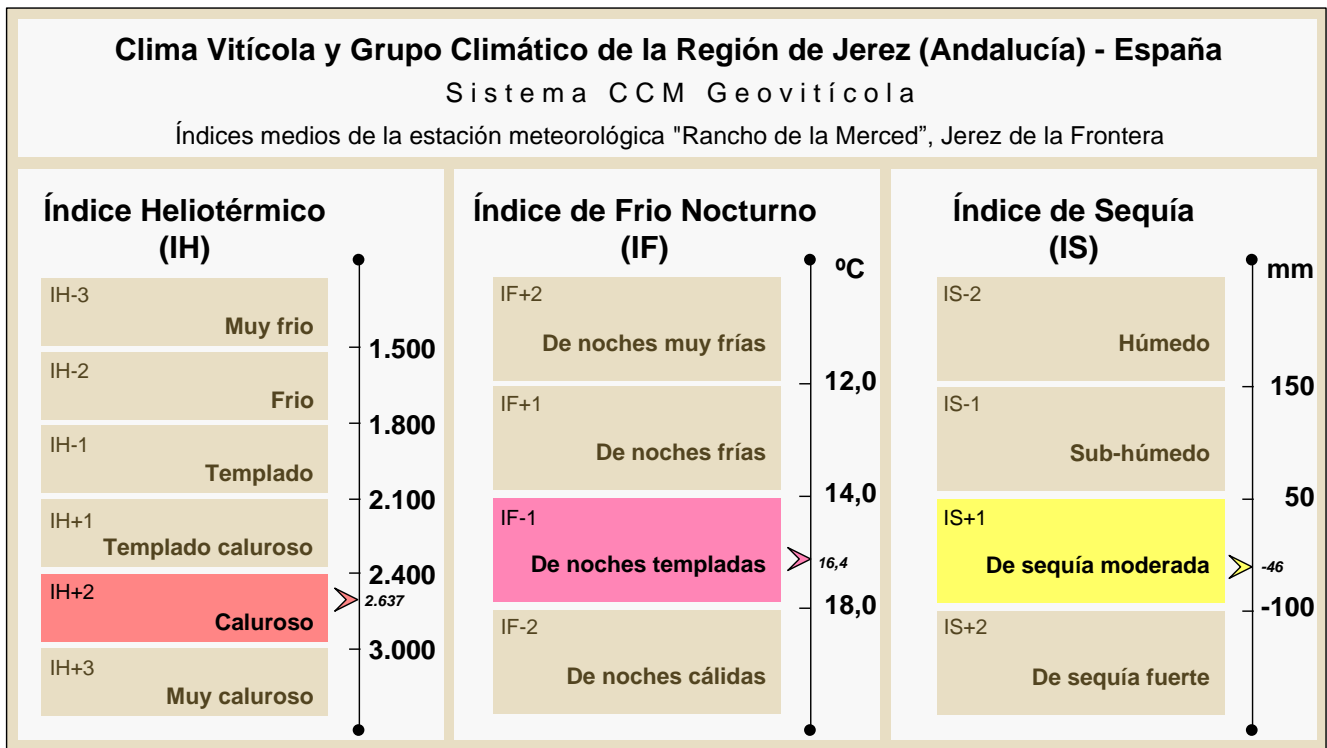 Clima Vitícola y Grupo Climático de la Región de Jerez (Andalucía) - España
Sistema CCM Geovitícola
Índices medios de la estación meteorológica "Rancho de la Merced”, Jerez de la Frontera
Índice Heliotérmico
(IH)
IH-3
Muy frio
1.500
IH-2
Frio
1.800
IH-1
Templado
2.100
IH+1
Templado caluroso
2.400
IH+2
2.637
Caluroso
3.000
IH+3
Muy caluroso
Índice de Frio Nocturno
(IF)
ºC
IF+2
De noches muy frías
12,0
IF+1
De noches frías
14,0
IF-1
De noches templadas
16,4
18,0
IF-2
De noches cálidas
Índice de Sequía
(IS)
mm
IS-2
Húmedo
150
IS-1
Sub-húmedo
50
IS+1
De sequía moderada
-46
-100
IS+2
De sequía fuerte